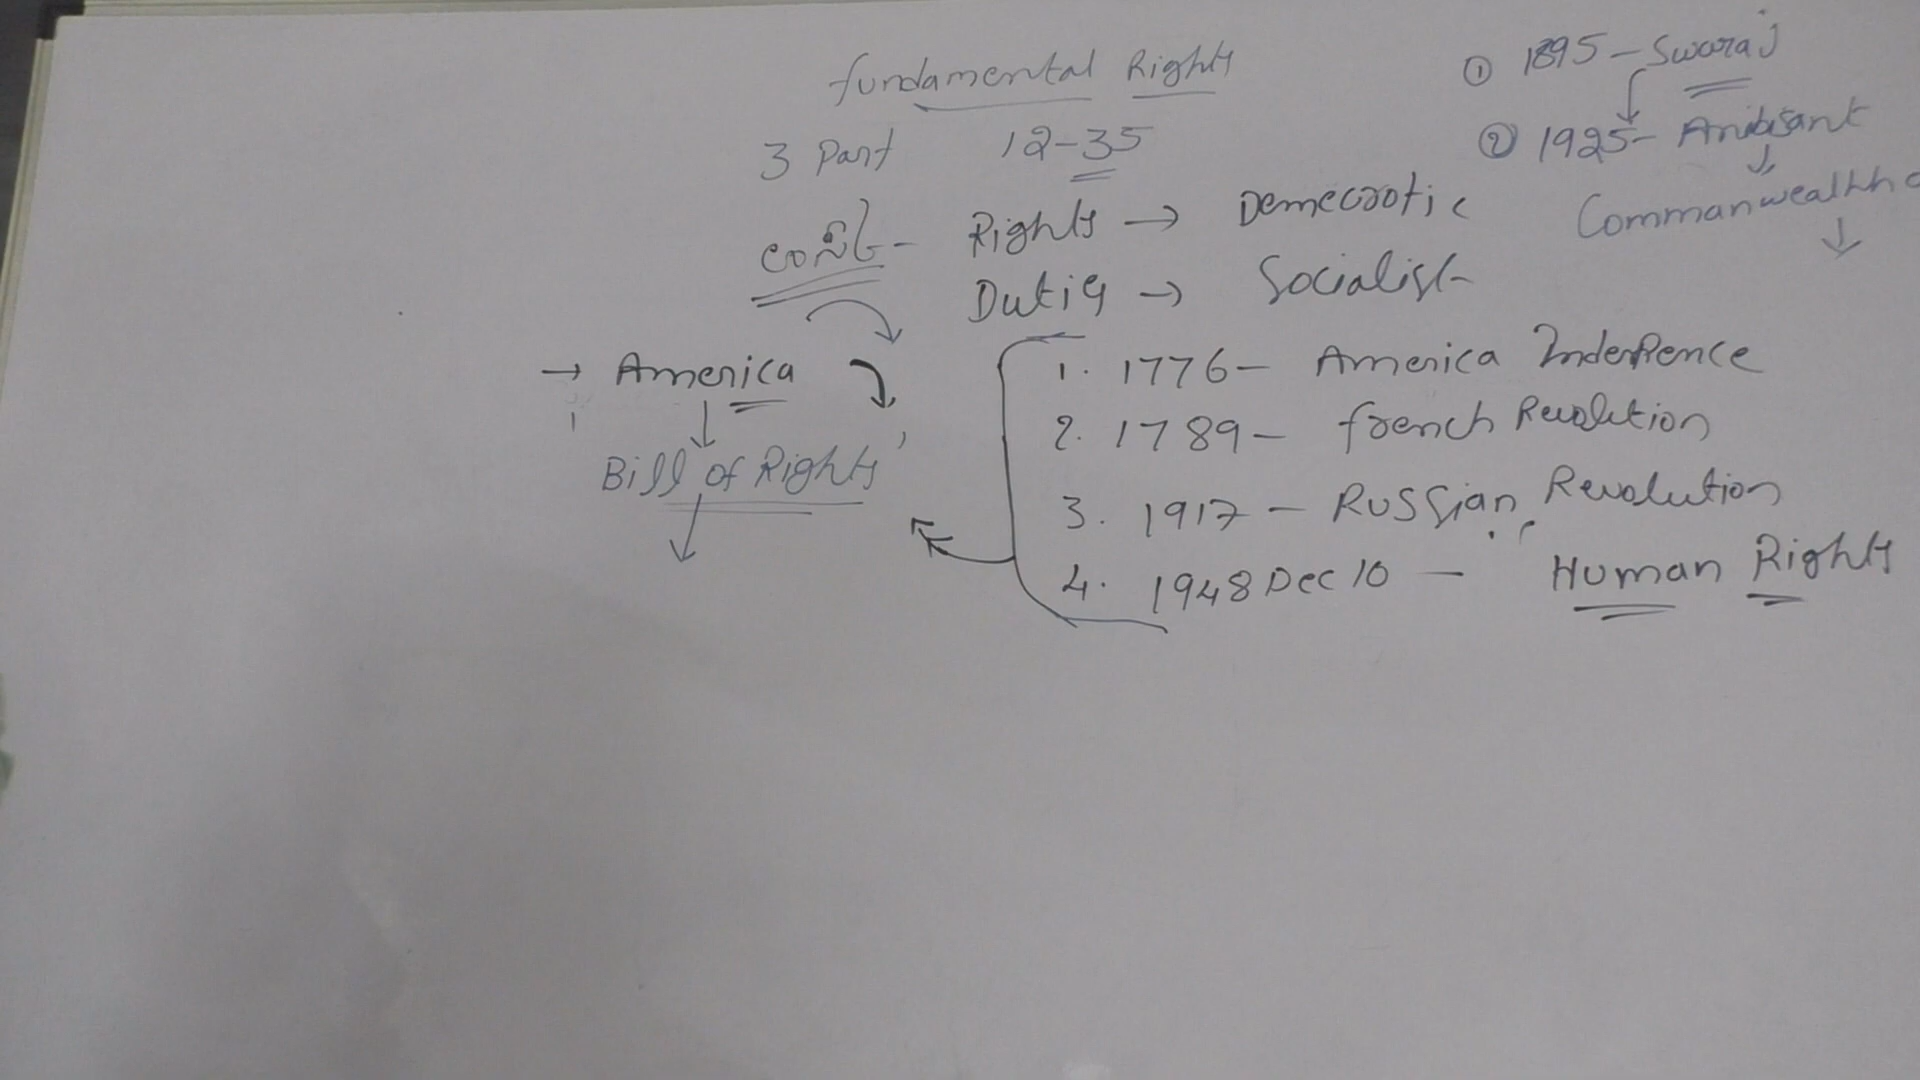 fundamental Rights
3 Part 12-35
Rights → Democratic
Duties → Socialist
→ America
Bill of Rights
1. 1776 - America Indepence
2. 1789 - french Revolution
3. 1917 - Russian Revolution
4. 1948 Dec 10 - Human Rights
① 1895 - Swaraj
② 1925 -
Commanwealth